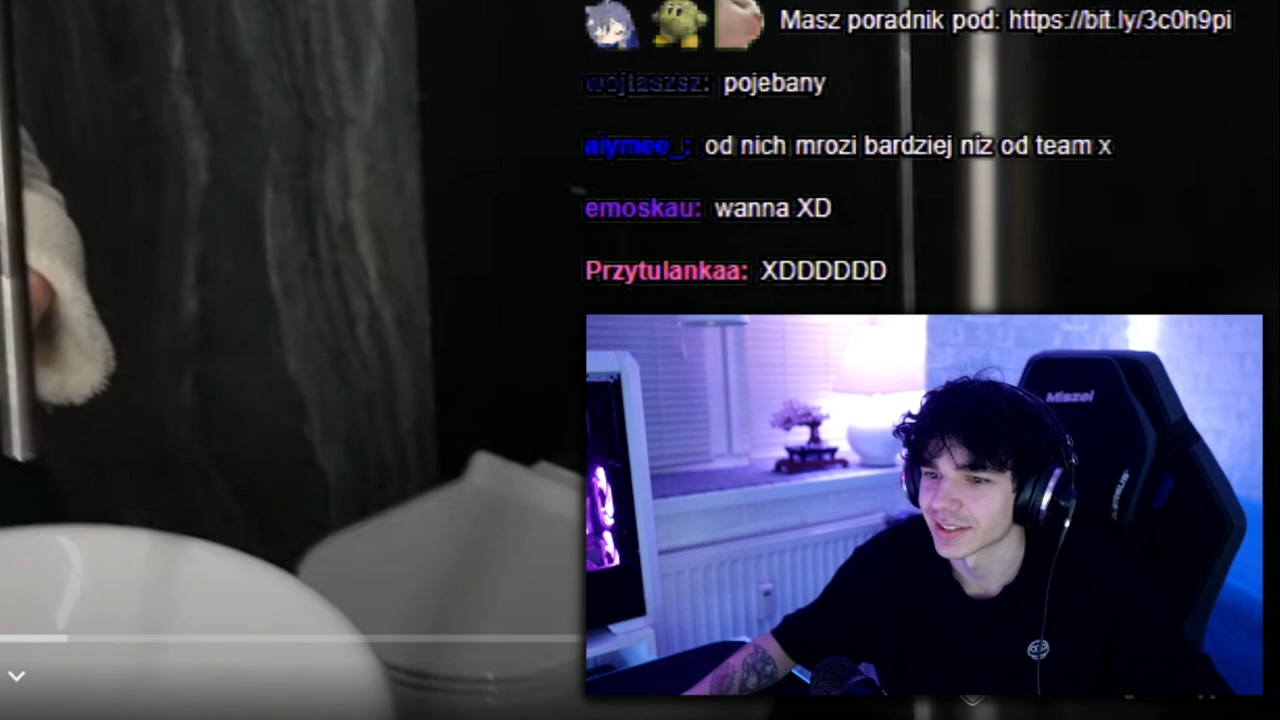 Masz poradnik pod: https://bit.ly/3c0h9pi
wojtaszsz: pojebany
alymee_: od nich mrozi bardziej niz od team x
emoskau: wanna XD
Przytulankaa: XDDDDDD
Miszel